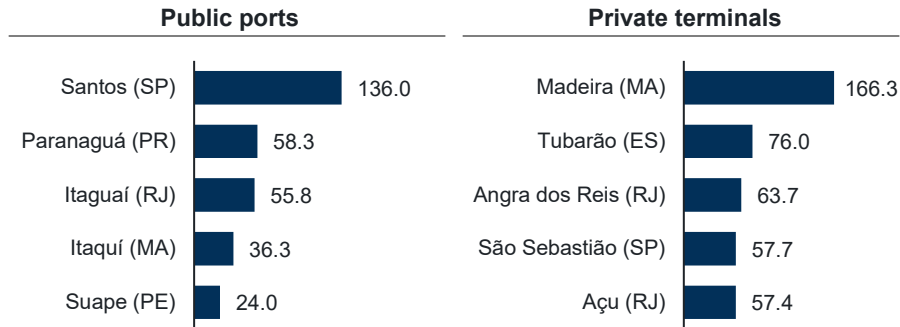 Public ports
Santos (SP) 136.0
Paranaguá (PR) 58.3
Itaguaí (RJ) 55.8
Itaquí (MA) 36.3
Suape (PE) 24.0
Private terminals
Madeira (MA) 166.3
Tubarão (ES) 76.0
Angra dos Reis (RJ) 63.7
São Sebastião (SP) 57.7
Açu (RJ) 57.4